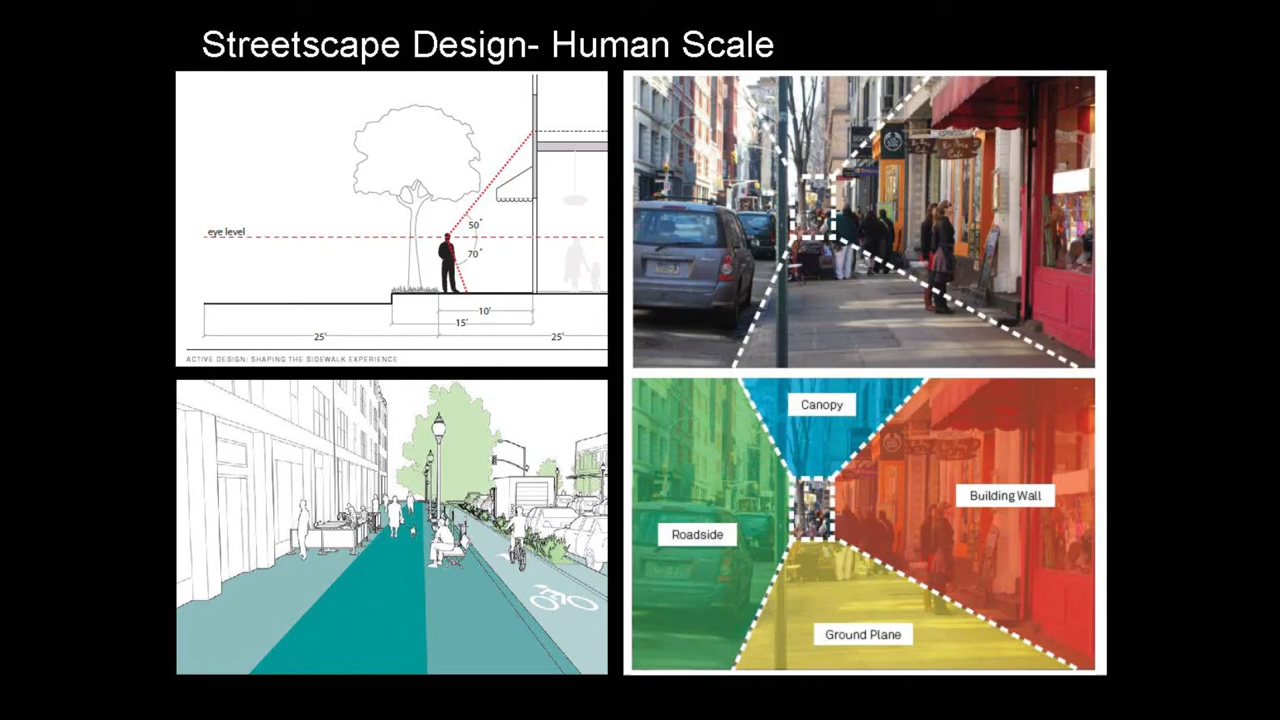 Streetscape Design- Human Scale
eye level
50°
70°
10'
15'
25'
25'
ACTIVE DESIGN: SHAPING THE SIDEWALK EXPERIENCE
Canopy
Building Wall
Roadside
Ground Plane